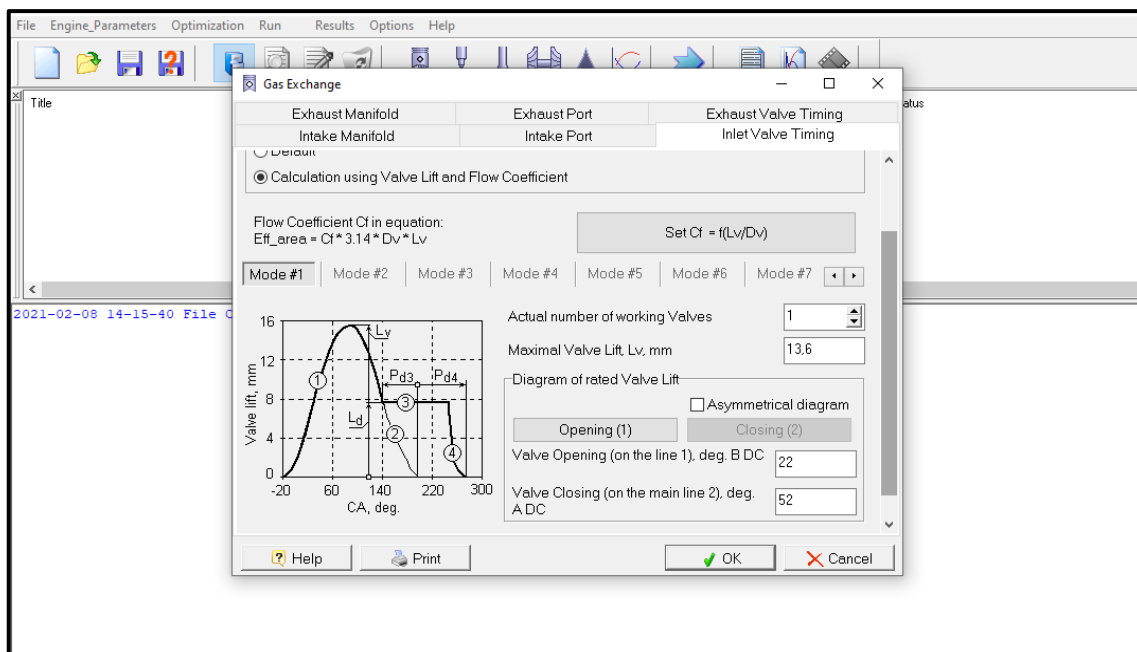 File Engine_Parameters Optimization Run Results Options Help
Title
Gas Exchange
Exhaust Manifold Exhaust Port Exhaust Valve Timing
Intake Manifold Intake Port Inlet Valve Timing
Default
Calculation using Valve Lift and Flow Coefficient
Flow Coefficient Cf in equation:
Eff_area = Cf * 3.14 * Dv * Lv
Set Cf = f(Lv/Dv)
Mode #1 Mode #2 Mode #3 Mode #4 Mode #5 Mode #6 Mode #7
2021-02-08 14-15-40 File
Actual number of working Valves 1
Maximal Valve Lift, Lv, mm 13,6
Diagram of rated Valve Lift
Asymmetrical diagram
Opening (1) Closing (2)
Valve Opening (on the line 1), deg. B DC 22
Valve Closing (on the main line 2), deg.
A DC
52
Valve lift, mm
16
12
8
4
0
-20 60 140 220 300
CA, deg.
Lv
Pd3 Pd4
Ld
1
2
3
4
Help Print OK Cancel